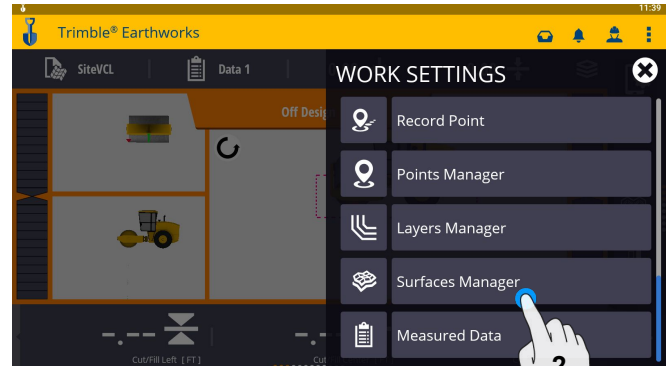 11:39
Trimble® Earthworks
SiteVCL
Data 1
WORK SETTINGS
Off Desig
Record Point
Points Manager
Layers Manager
Surfaces Manager
Measured Data
2
-.--
-.-
Cut/Fill Left [FT]
Cut